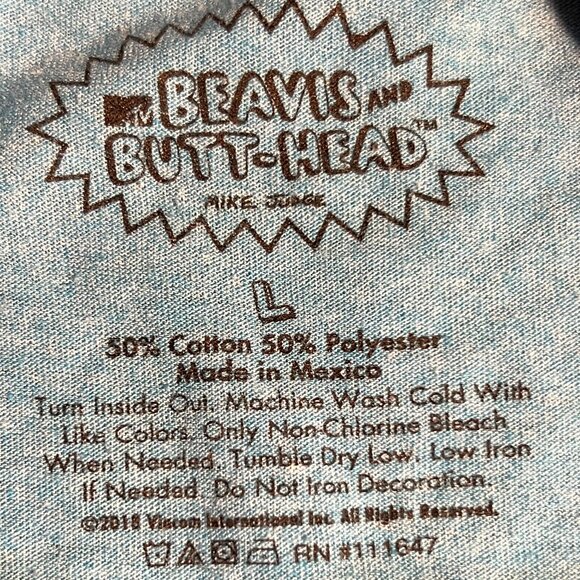 MTV BEAVIS AND
BUTT-HEAD™
MIKE JUDGE
L
50% Cotton 50% Polyester
Made in Mexico
Turn Inside Out. Machine Wash Cold With
Like Colors. Only Non-Chlorine Bleach
When Needed. Tumble Dry Low. Low Iron
If Needed. Do Not Iron Decoration.
©2018 Viacom International Inc. All Rights Reserved.
RN #111647